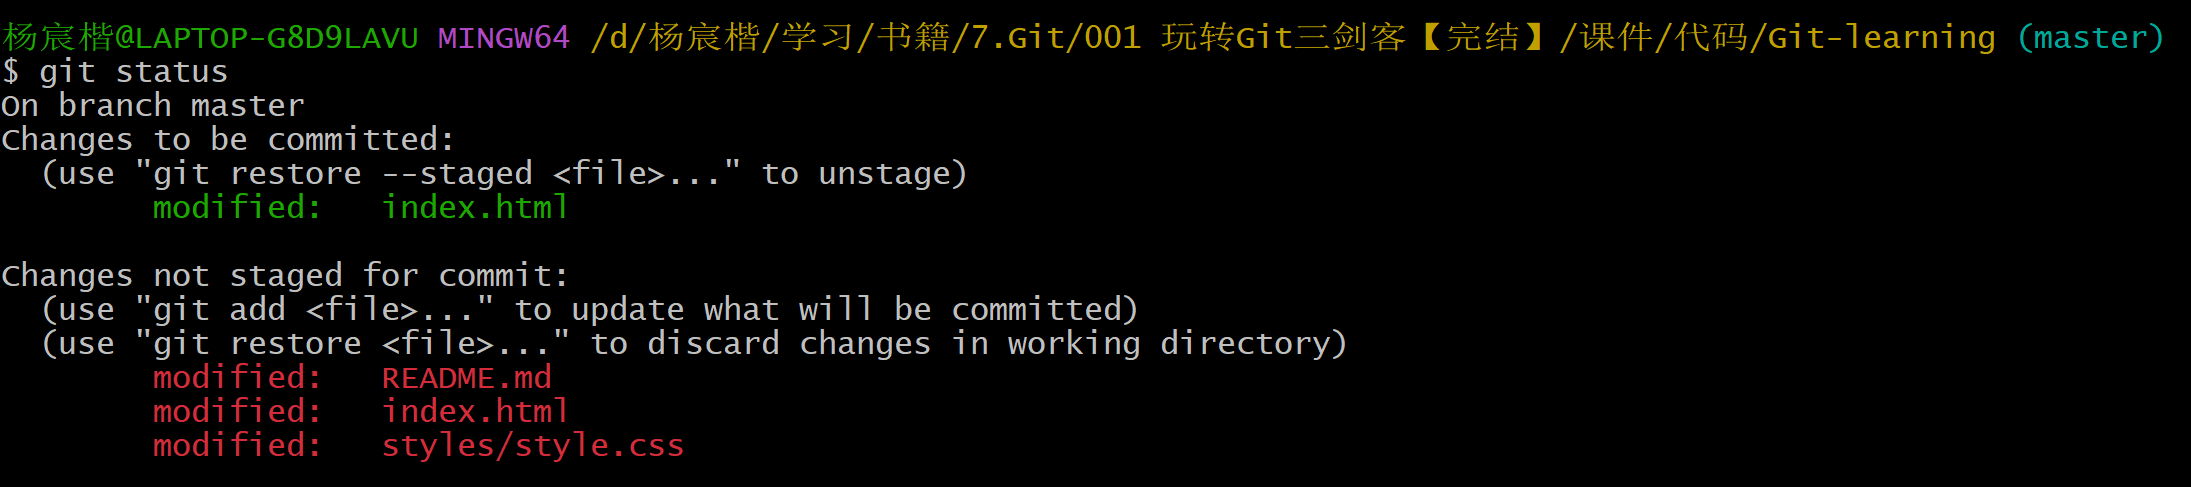 杨宸楷@LAPTOP-G8D9LAVU MINGW64 /d/杨宸楷/学习/书籍/7.Git/001 玩转Git三剑客【完结】/课件/代码/Git-learning (master)
$ git status
On branch master
Changes to be committed:
  (use "git restore --staged <file>..." to unstage)
        modified:   index.html

Changes not staged for commit:
  (use "git add <file>..." to update what will be committed)
  (use "git restore <file>..." to discard changes in working directory)
        modified:   README.md
        modified:   index.html
        modified:   styles/style.css